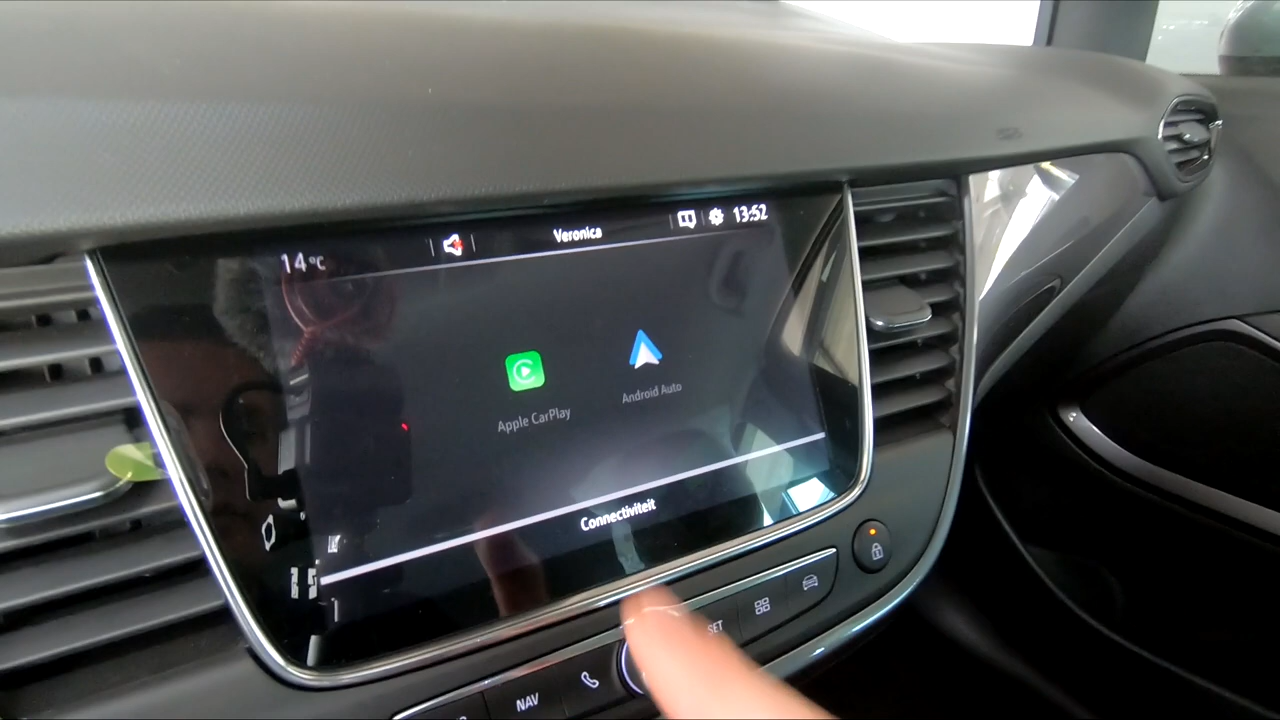 14°C
Veronica
13:52
Apple CarPlay
Android Auto
Connectiviteit
NAV
SET